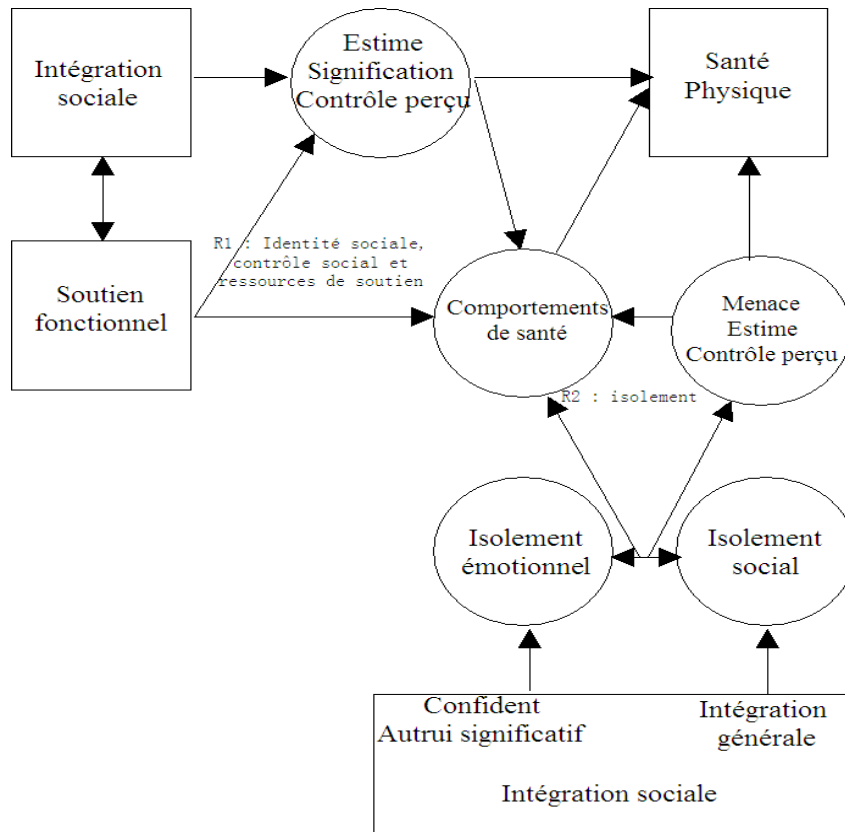 Intégration
sociale
Estime
Signification
Contrôle perçu
Santé
Physique
R1 : Identité sociale,
contrôle social et
ressources de soutien
Soutien
fonctionnel
Comportements
de santé
Menace
Estime
Contrôle perçu
R2 : isolement
Isolement
émotionnel
Isolement
social
Confident
Autrui significatif
Intégration
générale
Intégration sociale